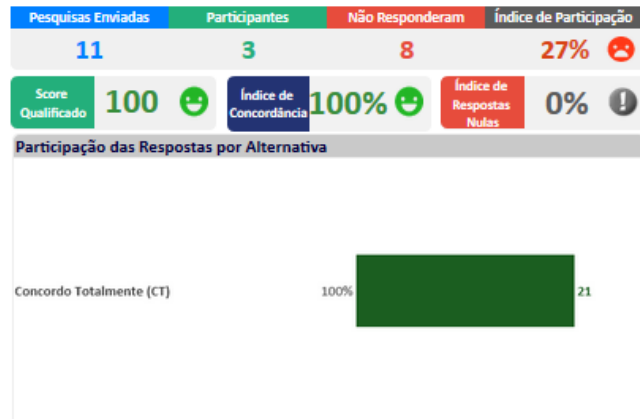 Pesquisas Enviadas Participantes Não Responderam Índice de Participação
11 3 8 27%
Score Qualificado 100 Índice de Concordância 100% Índice de Respostas Nulas 0%
Participação das Respostas por Alternativa
Concordo Totalmente (CT) 100% 21